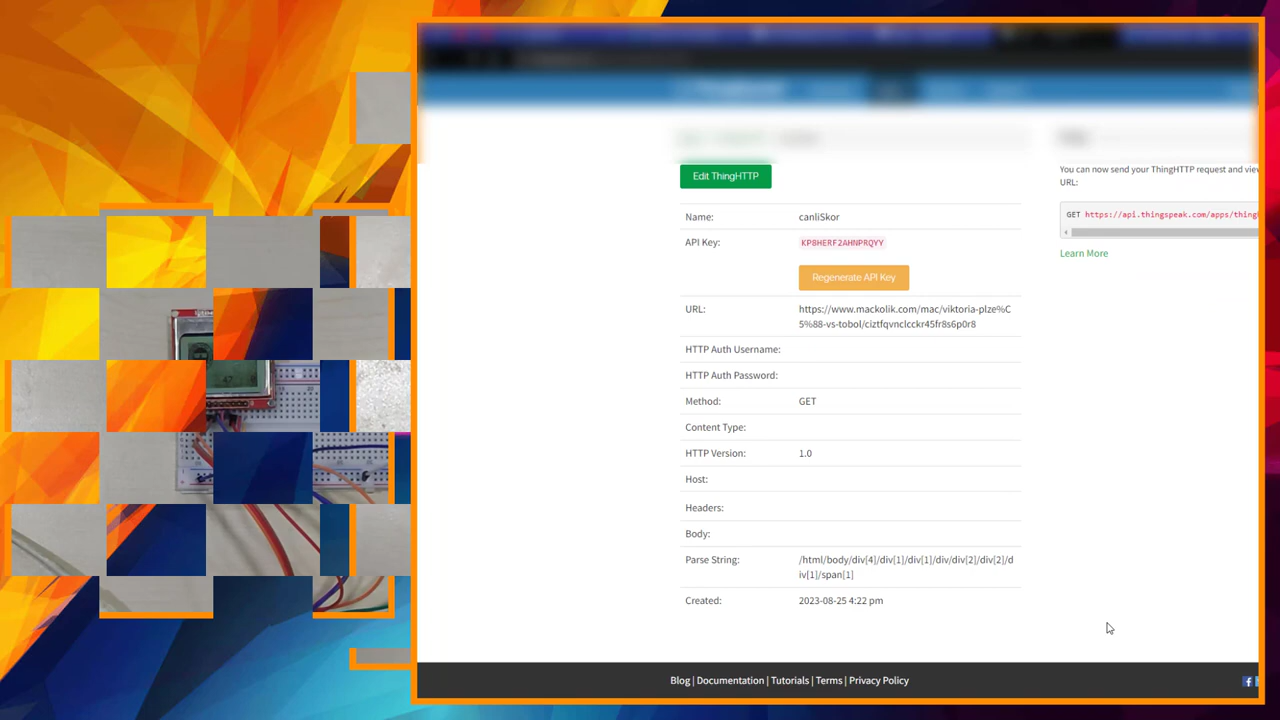 Edit ThingHTTP
Name: canliSkor
API Key: KP8HERF2AHNPRQYY
Regenerate API Key
URL: https://www.mackolik.com/mac/viktoria-plze%C
5%88-vs-tobol/ciztfqvnclcckr45fr8s6p0r8
HTTP Auth Username:
HTTP Auth Password:
Method: GET
Content Type:
HTTP Version: 1.0
Host:
Headers:
Body:
Parse String: /html/body/div[4]/div[1]/div[1]/div/div[2]/div[2]/d
iv[1]/span[1]
Created: 2023-08-25 4:22 pm
You can now send your ThingHTTP request and view
URL:
GET https://api.thingspeak.com/apps/thing
Learn More
47
Blog | Documentation | Tutorials | Terms | Privacy Policy